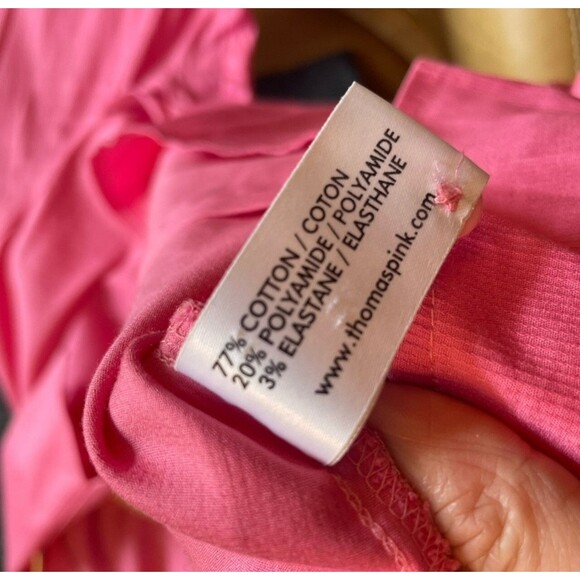 77% COTTON / COTON
20% POLYAMIDE / POLYAMIDE
3% ELASTANE / ELASTHANE
www.thomaspink.com